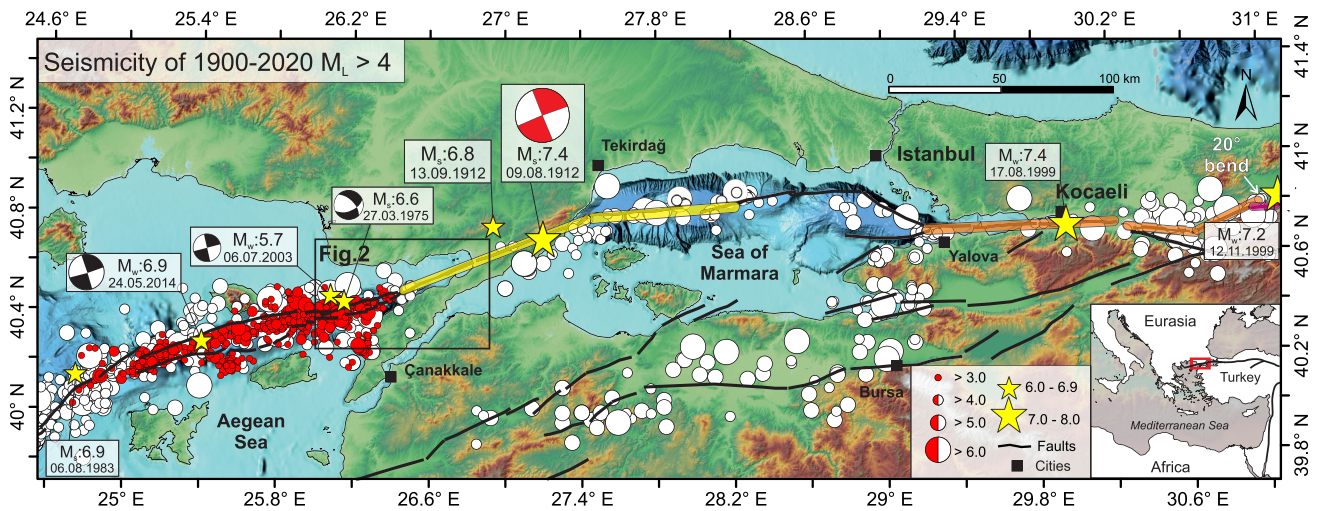 24.6° E
25.4° E
26.2° E
27° E
27.8° E
28.6° E
29.4° E
30.2° E
31° E
Seismicity of 1900-2020 ML > 4
0
50
100 km
N
41.4° N
41.2° N
41° N
40.8° N
40.6° N
40.4° N
40.2° N
40° N
39.8° N
Ms:6.8
13.09.1912
Ms:7.4
09.08.1912
Tekirdağ
Istanbul
Mw:7.4
17.08.1999
Kocaeli
20°
bend
Ms:6.6
27.03.1975
Mw:5.7
06.07.2003
Fig.2
Mw:6.9
24.05.2014
Sea of
Marmara
Yalova
Mw:7.2
12.11.1999
Çanakkale
Aegean
Sea
Ms:6.9
06.08.1983
Bursa
> 3.0
> 4.0
> 5.0
> 6.0
6.0 - 6.9
7.0 - 8.0
Faults
Cities
Eurasia
Turkey
Mediterranean Sea
Africa
25° E
25.8° E
26.6° E
27.4° E
28.2° E
29° E
29.8° E
30.6° E